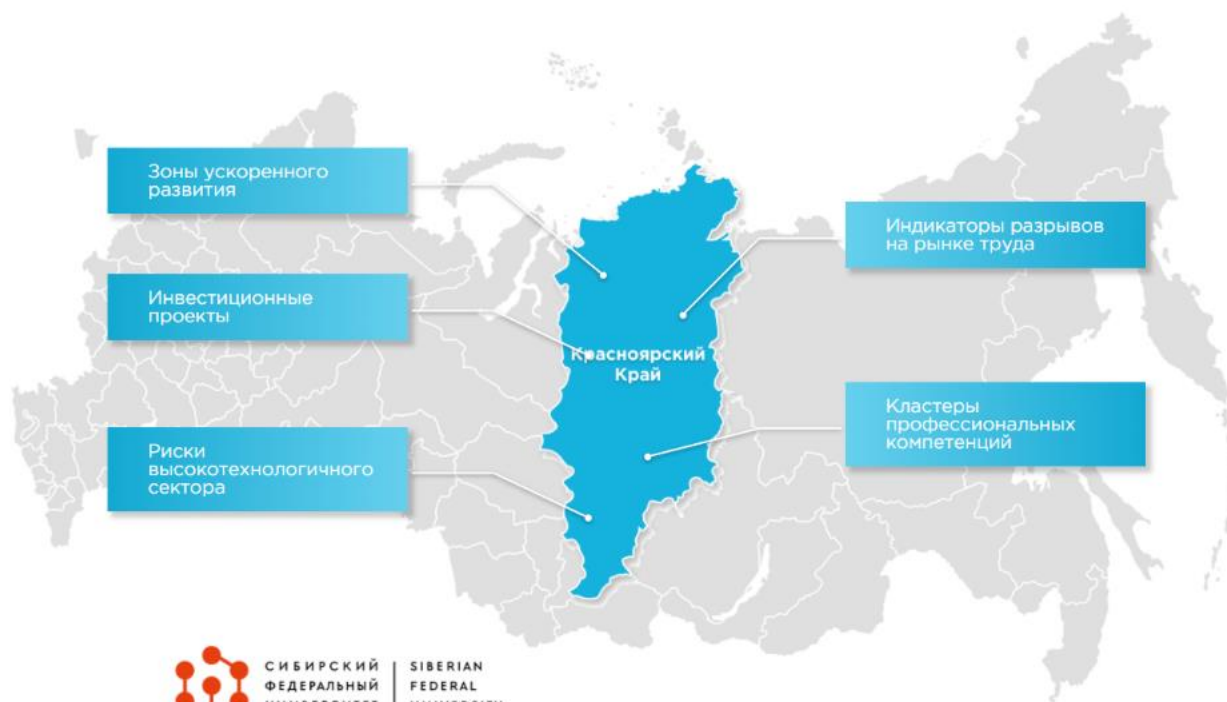 Зоны ускоренного
развития
Инвестиционные
проекты
Риски
высокотехнологичного
сектора
Красноярский
Край
Индикаторы разрывов
на рынке труда
Кластеры
профессиональных
компетенций
СИБИРСКИЙ
ФЕДЕРАЛЬНЫЙ
SIBERIAN
FEDERAL